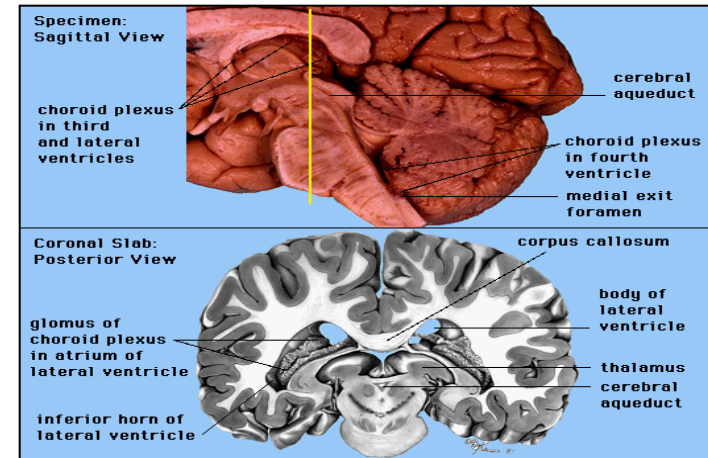 Specimen:
Sagittal View
choroid plexus
in third
and lateral
ventricles
cerebral
aqueduct
choroid plexus
in fourth
ventricle
medial exit
foramen
Coronal Slab:
Posterior View
corpus callosum
glomus of
choroid plexus
in atrium of
lateral ventricle
inferior horn of
lateral ventricle
body of
lateral
ventricle
thalamus
cerebral
aqueduct